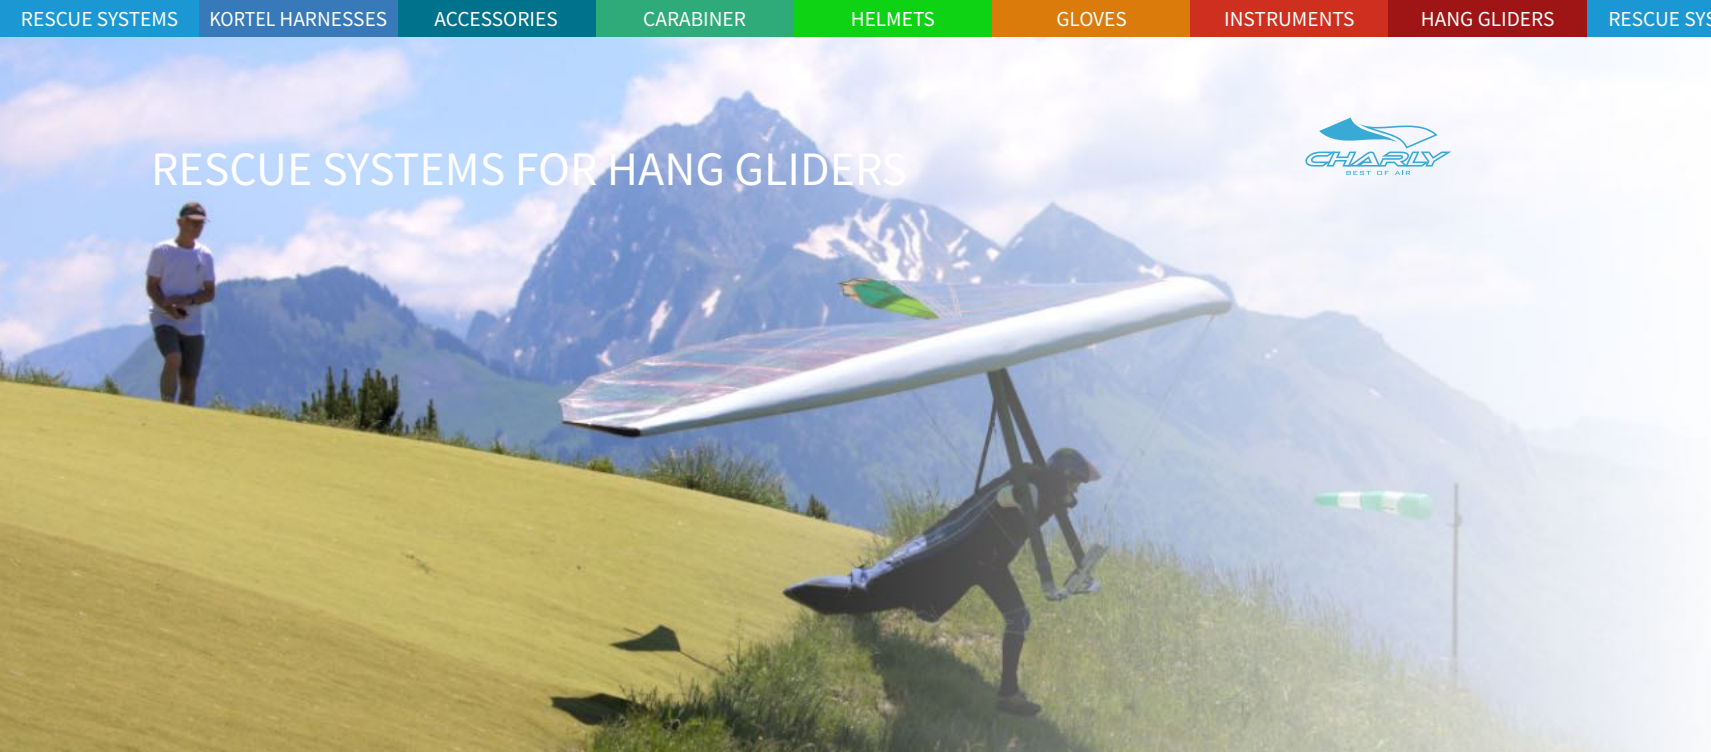 RESCUE SYSTEMS
KORTEL HARNESSES
ACCESSORIES
CARABINER
HELMETS
GLOVES
INSTRUMENTS
HANG GLIDERS
RESCUE SYS
RESCUE SYSTEMS FOR HANG GLIDERS
CHARLY
BEST OF AIR